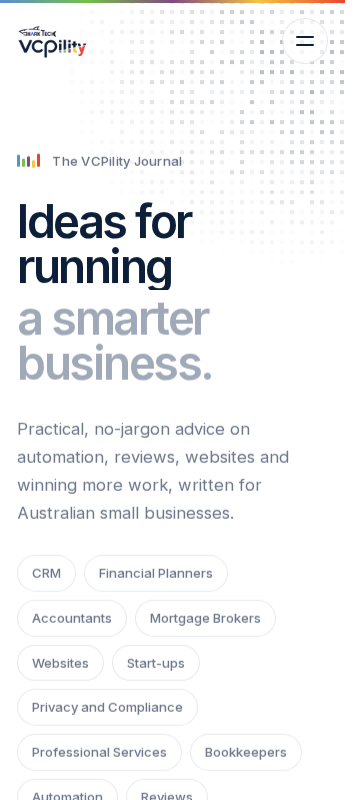 SHARK TECH
vcpility
The VCPility Journal
Ideas for
running
a smarter
business.
Practical, no-jargon advice on
automation, reviews, websites and
winning more work, written for
Australian small businesses.
CRM
Financial Planners
Accountants
Mortgage Brokers
Websites
Start-ups
Privacy and Compliance
Professional Services
Bookkeepers
Automation
Reviews